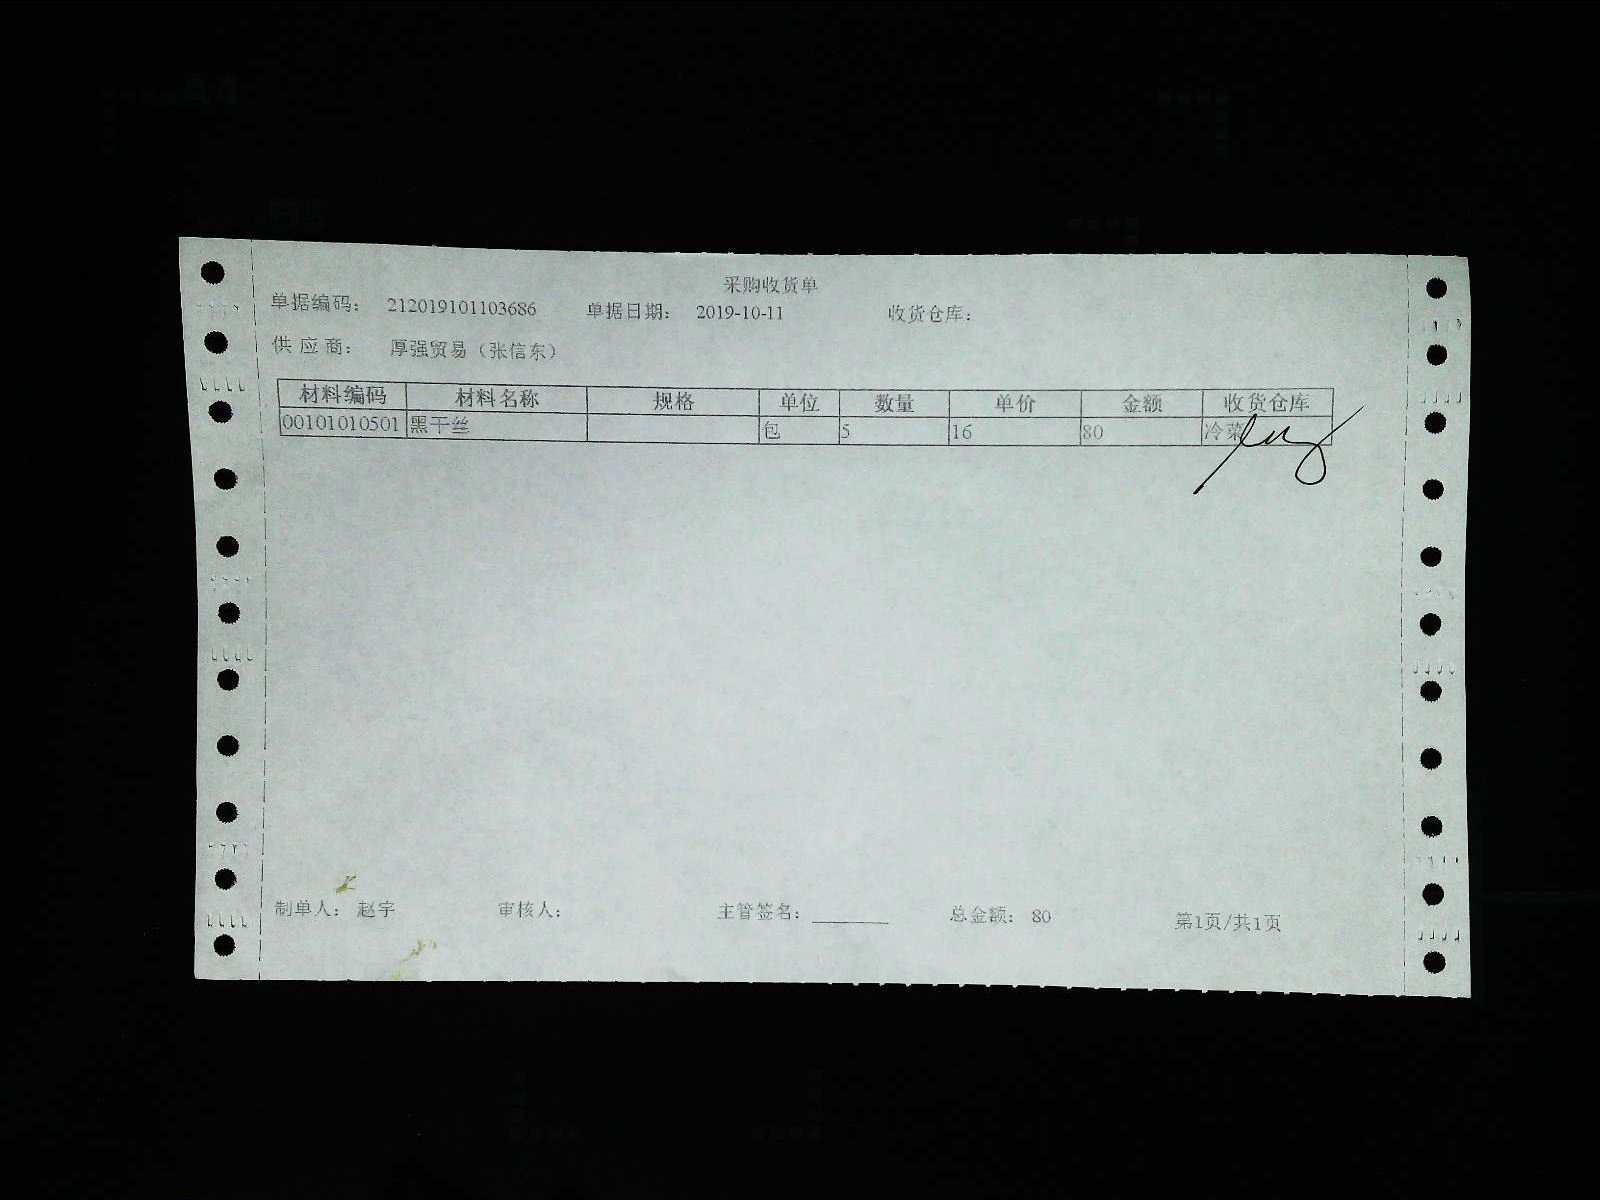 采购收货单
单据编码: 212019101103686 单据日期: 2019-10-11 收货仓库:
供应商: 厚强贸易（张信东）
材料编码 材料名称 规格 单位 数量 单价 金额 收货仓库
00101010501 黑干丝 包 5 16 80 冷菜
制单人: 赵宇 审核人: 主管签名: ________ 总金额: 80 第1页/共1页